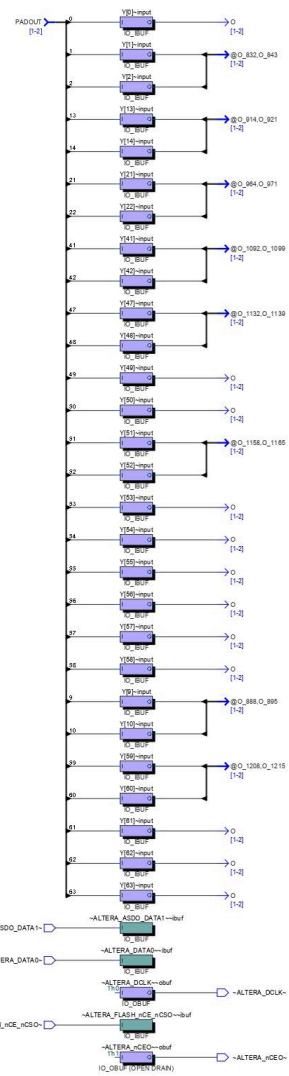 Y[0]~input
PADOUT 0 O
[1-2] IO_IBUF [1-2]
Y[1]~input
1 @O_832,O_843
IO_IBUF [1-2]
Y[2]~input
2
IO_IBUF
Y[13]~input
13 @O_914,O_921
IO_IBUF [1-2]
Y[14]~input
14
IO_IBUF
Y[21]~input
21 @O_964,O_971
IO_IBUF [1-2]
Y[22]~input
22
IO_IBUF
Y[41]~input
41 @O_1092,O_1099
IO_IBUF [1-2]
Y[42]~input
42
IO_IBUF
Y[47]~input
47 @O_1132,O_1139
IO_IBUF [1-2]
Y[48]~input
48
IO_IBUF
Y[49]~input
49 O
IO_IBUF [1-2]
Y[50]~input
50 O
IO_IBUF [1-2]
Y[51]~input
51 @O_1158,O_1165
IO_IBUF [1-2]
Y[52]~input
52
IO_IBUF
Y[53]~input
53 O
IO_IBUF [1-2]
Y[54]~input
54 O
IO_IBUF [1-2]
Y[55]~input
55 O
IO_IBUF [1-2]
Y[56]~input
56 O
IO_IBUF [1-2]
Y[57]~input
57 O
IO_IBUF [1-2]
Y[58]~input
58 O
IO_IBUF [1-2]
Y[9]~input
9 @O_888,O_895
IO_IBUF [1-2]
Y[10]~input
10
IO_IBUF
Y[59]~input
59 @O_1208,O_1215
IO_IBUF [1-2]
Y[60]~input
60
IO_IBUF
Y[61]~input
61 O
IO_IBUF [1-2]
Y[62]~input
62 O
IO_IBUF [1-2]
Y[63]~input
63 O
IO_IBUF [1-2]
~ALTERA_ASDO_DATA1~~ibuf
SDO_DATA1~
IO_IBUF
~ALTERA_DATA0~~ibuf
ERA_DATA0~
IO_IBUF
~ALTERA_DCLK~~obuf
1h0 ~ALTERA_DCLK~
IO_OBUF
~ALTERA_FLASH_nCE_nCSO~~ibuf
_nCE_nCSO~
IO_IBUF
~ALTERA_nCEO~~obuf
1h1 ~ALTERA_nCEO~
IO_OBUF (OPEN DRAIN)